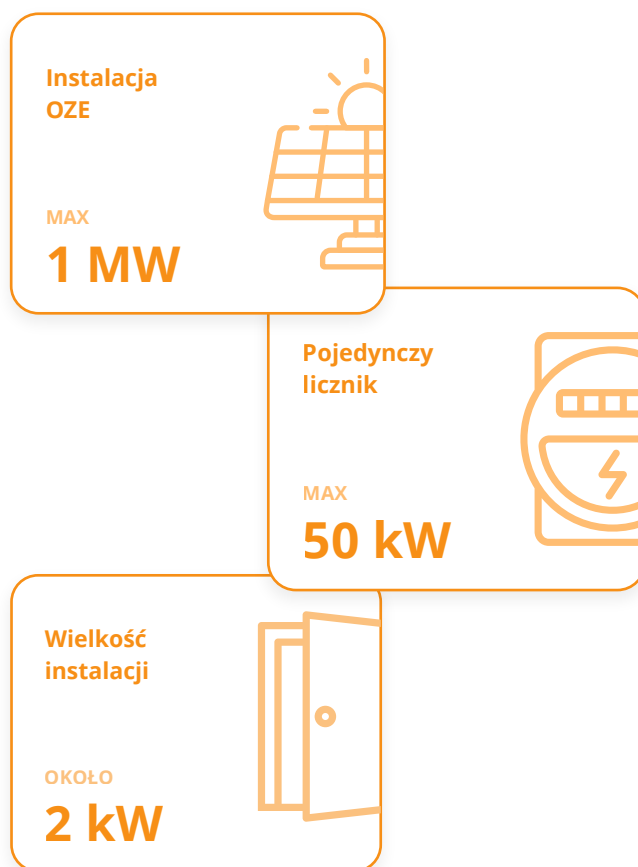 Instalacja
OZE
MAX
1 MW
Pojedynczy
licznik
MAX
50 kW
Wielkość
instalacji
OKOŁO
2 kW